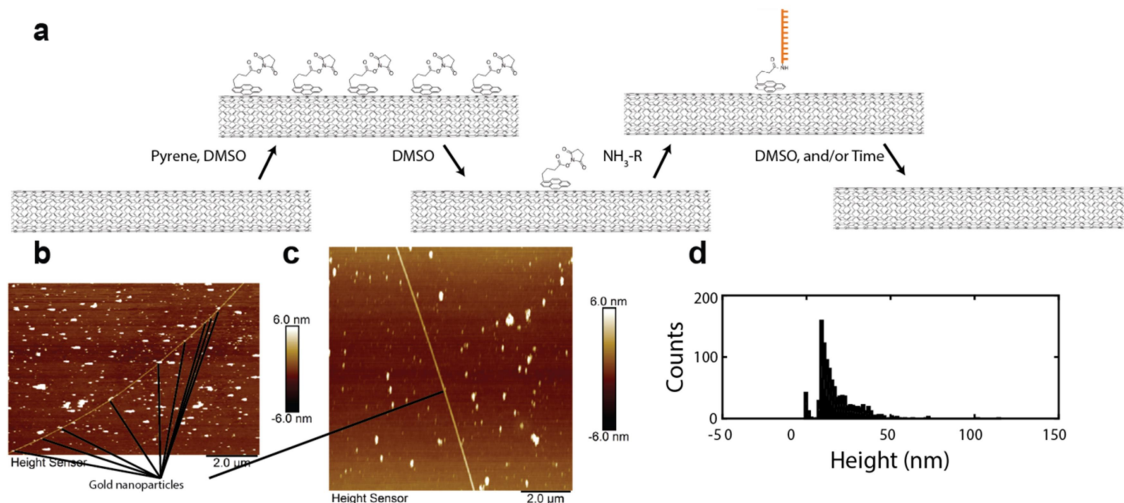 a
Pyrene, DMSO
DMSO
NH3-R
DMSO, and/or Time
b
6.0 nm
-6.0 nm
Height Sensor
2.0 μm
Gold nanoparticles
c
6.0 nm
-6.0 nm
Height Sensor
2.0 μm
d
200
100
0
Counts
-50
0
50
100
150
Height (nm)